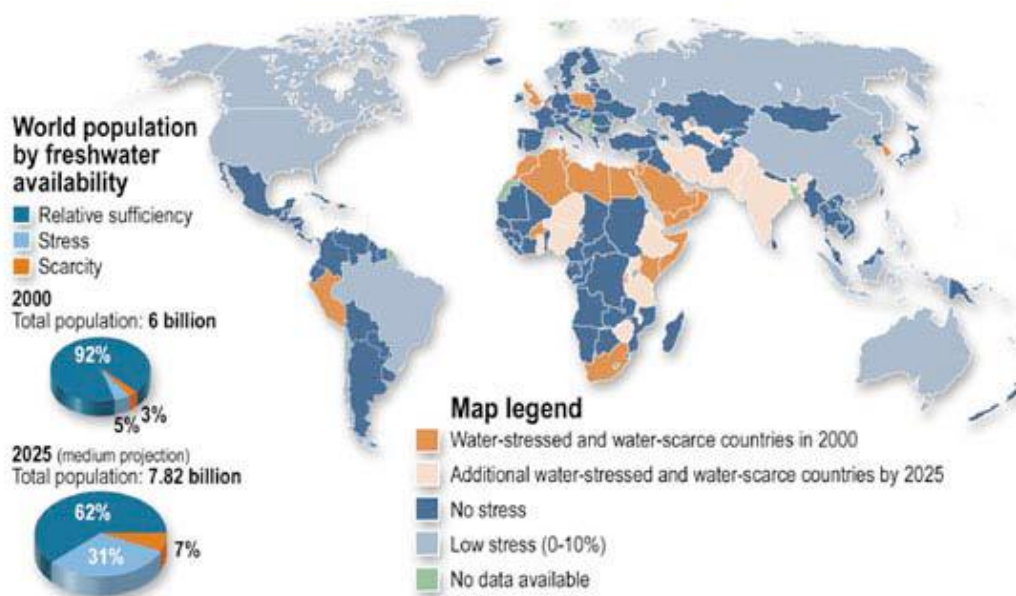 World population
by freshwater
availability
Relative sufficiency
Stress
Scarcity
2000
Total population: 6 billion
92%
5%
3%
2025 (medium projection)
Total population: 7.82 billion
62%
31%
7%
Map legend
Water-stressed and water-scarce countries in 2000
Additional water-stressed and water-scarce countries by 2025
No stress
Low stress (0-10%)
No data available